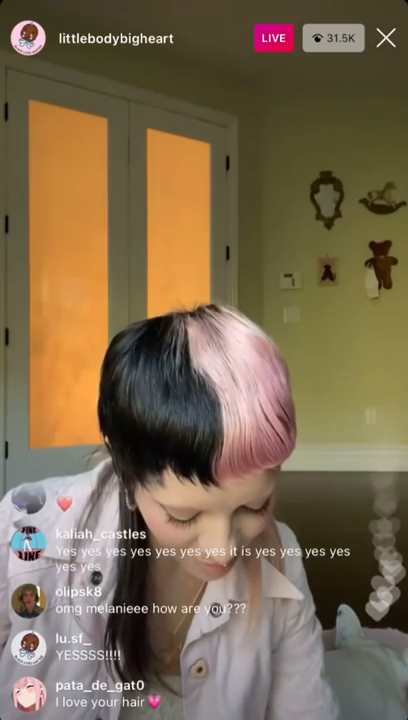 littlebodybigheart
LIVE
31.5K
kaliah_castles
Yes yes yes yes yes yes yes it is yes yes yes yes
yes yes
olipsk8
omg melanieee how are you???
lu.sf_
YESSSS!!!!
pata_de_gat0
I love your hair💗